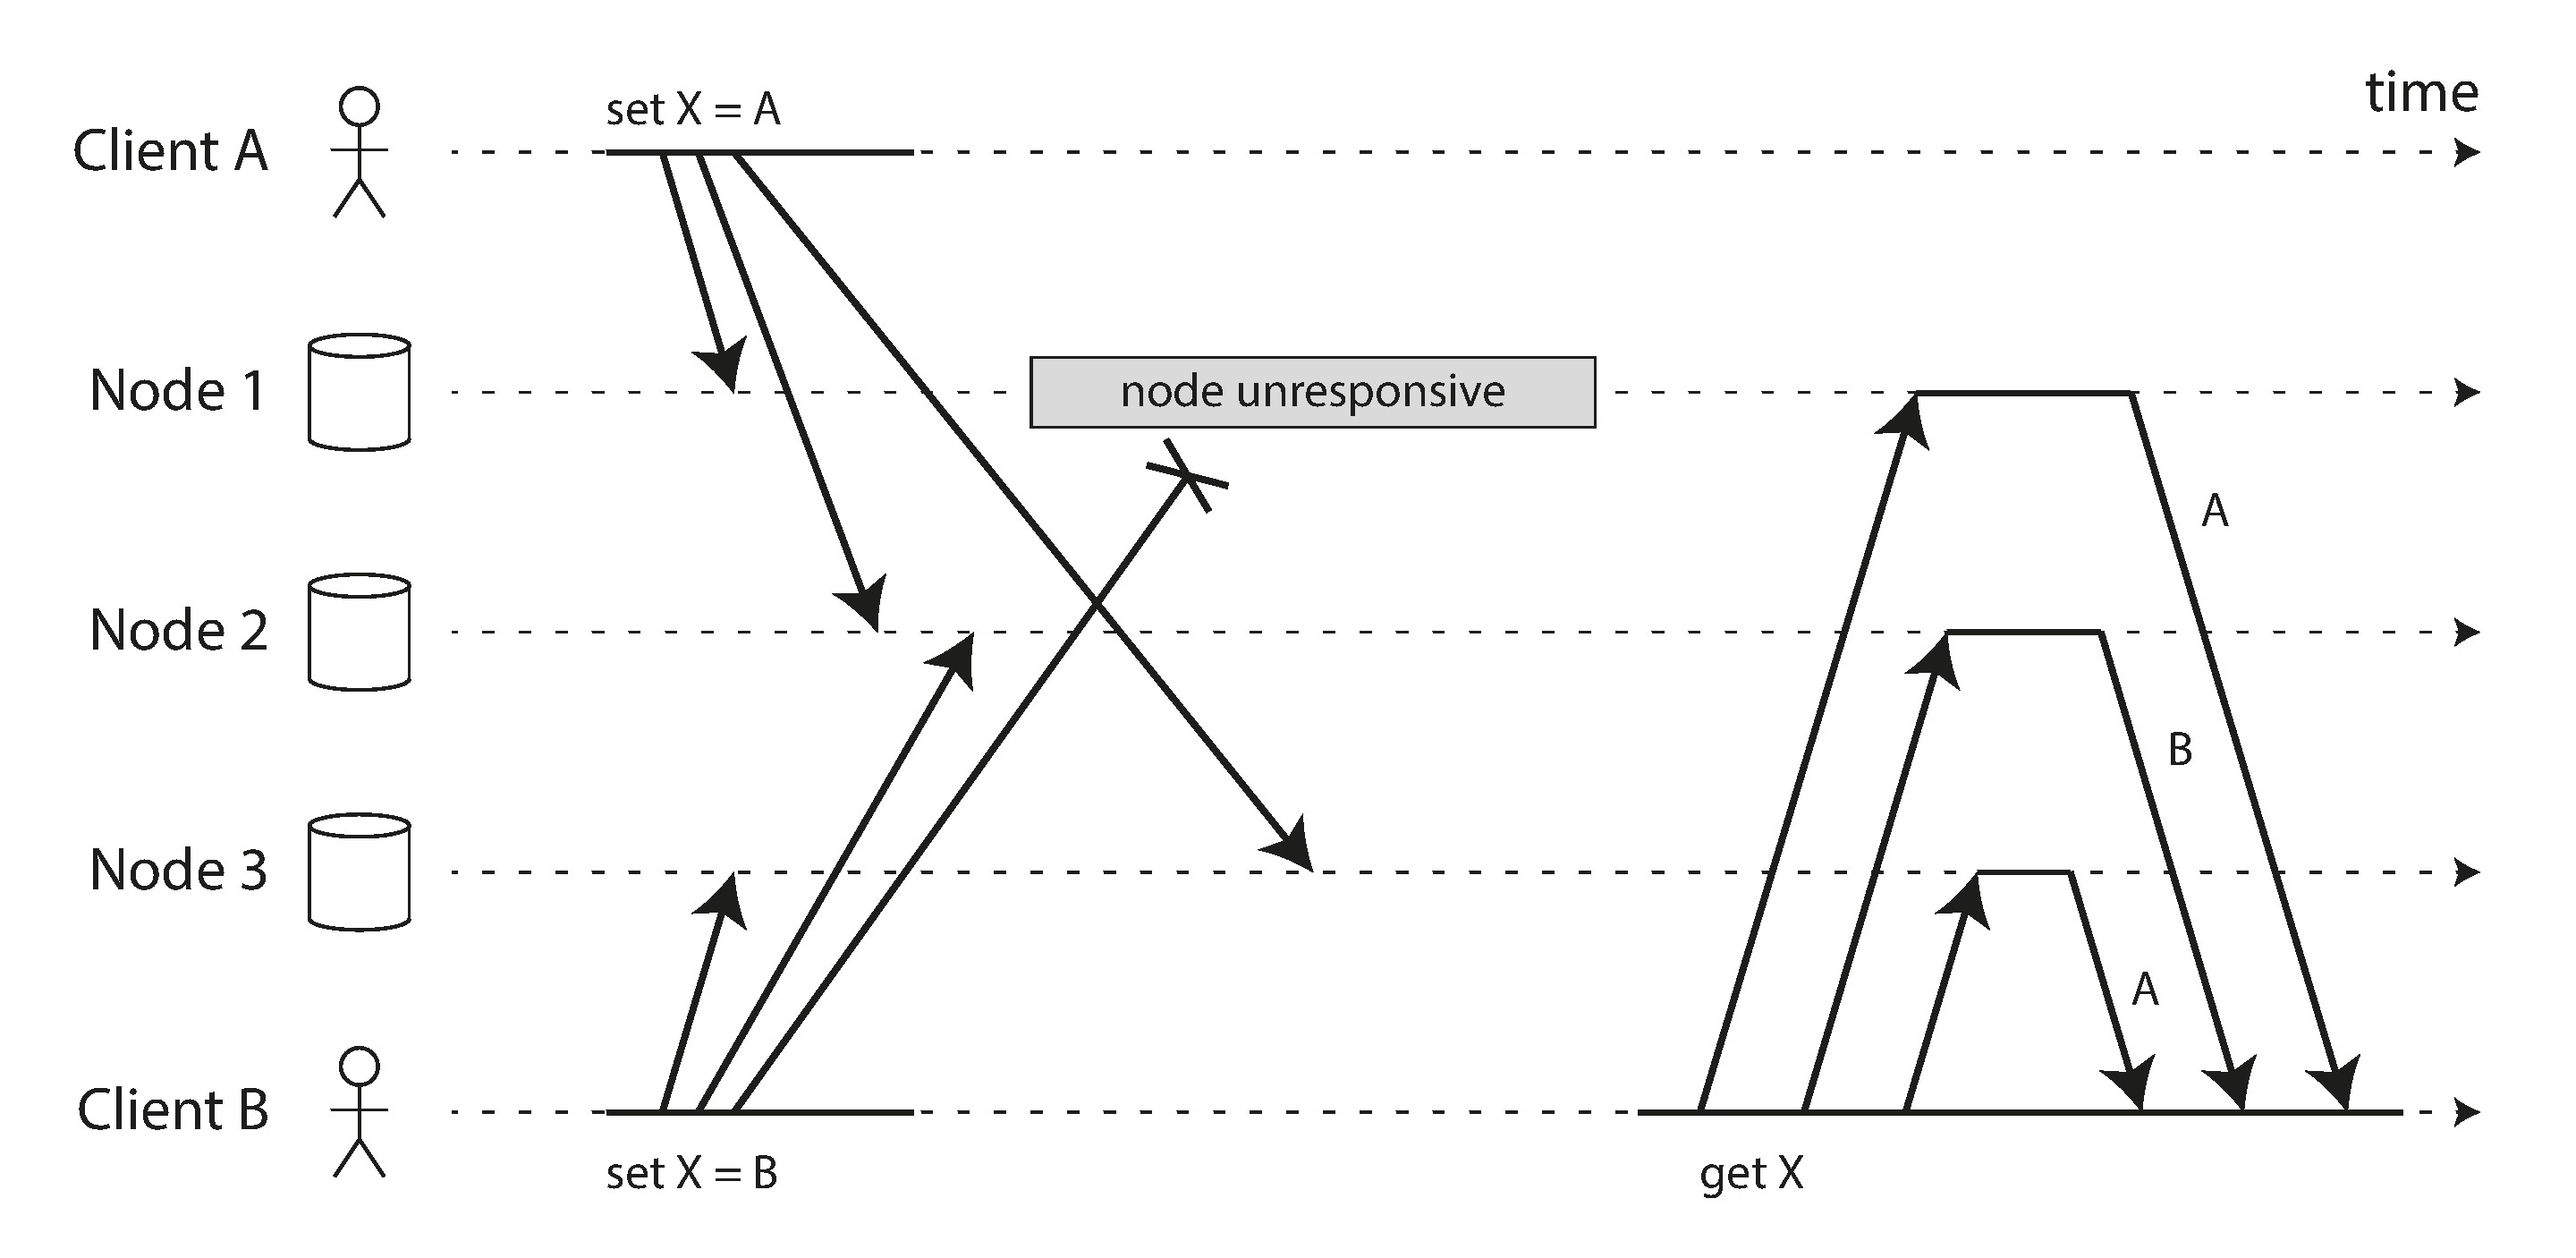 time
set X = A
Client A
Node 1
node unresponsive
A
Node 2
B
Node 3
A
Client B
set X = B
get X